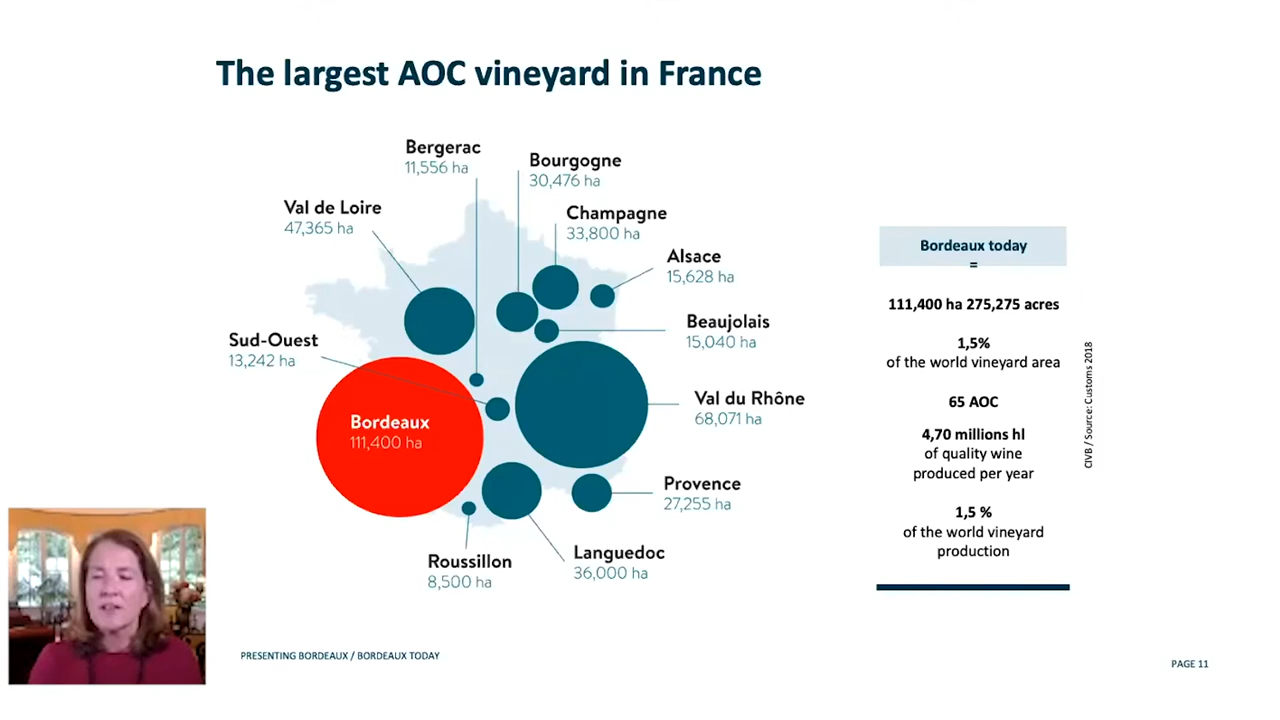 The largest AOC vineyard in France
Bergerac
11,556 ha
Bourgogne
30,476 ha
Val de Loire
47,365 ha
Champagne
33,800 ha
Alsace
15,628 ha
Beaujolais
15,040 ha
Sud-Ouest
13,242 ha
Val du Rhône
68,071 ha
Bordeaux
111,400 ha
Provence
27,255 ha
Languedoc
36,000 ha
Roussillon
8,500 ha
Bordeaux today
=
111,400 ha 275,275 acres
1,5%
of the world vineyard area
65 AOC
4,70 millions hl
of quality wine
produced per year
1,5 %
of the world vineyard
production
CIVB / Source: Customs 2018
PRESENTING BORDEAUX / BORDEAUX TODAY
PAGE 11